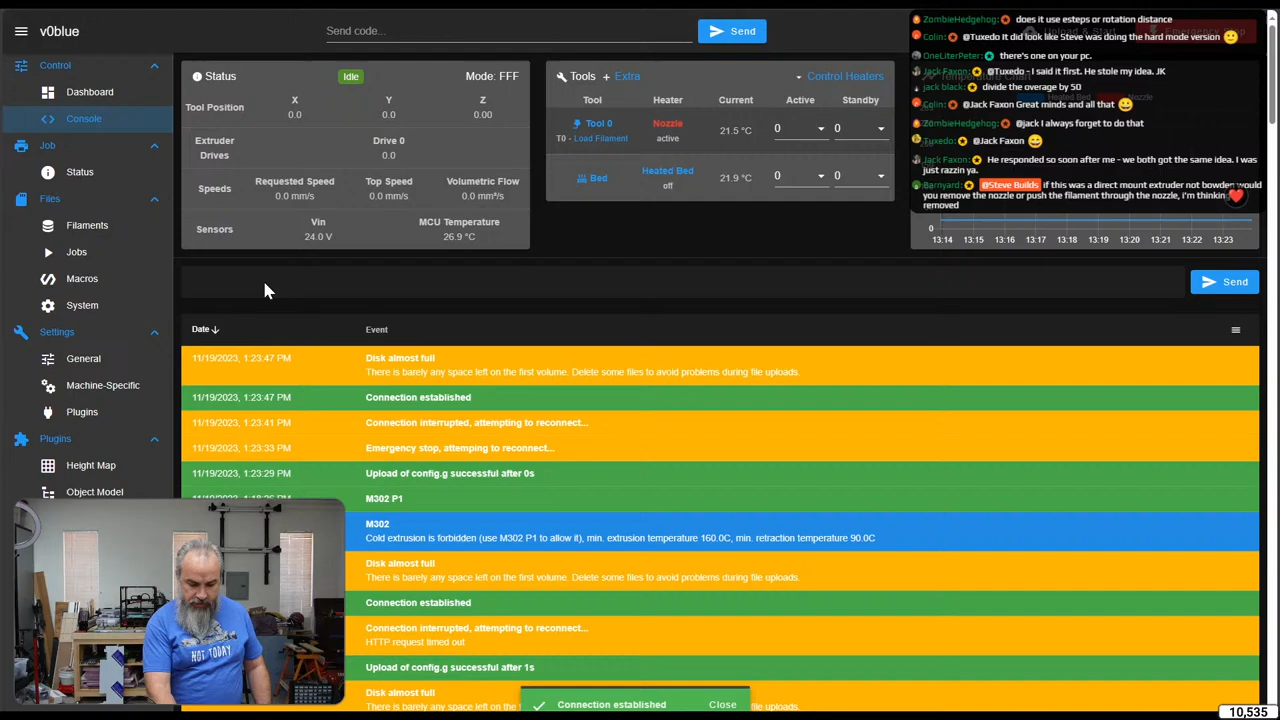 v0blue
Send code...
Send
Control
Dashboard
Console
Job
Status
Files
Filaments
Jobs
Macros
System
Settings
General
Machine-Specific
Plugins
Plugins
Height Map
Object Model
Status
Idle
Mode: FFF
Tool Position
X
Y
Z
0.0
0.0
0.00
Extruder Drives
Drive 0
0.0
Speeds
Requested Speed
Top Speed
Volumetric Flow
0.0 mm/s
0.0 mm/s
0.0 mm³/s
Sensors
Vin
MCU Temperature
24.0 V
26.9 °C
Tools + Extra
Control Heaters
Tool
Heater
Current
Active
Standby
Tool 0
T0 - Load Filament
Nozzle
active
21.5 °C
0
0
Bed
Heated Bed
off
21.9 °C
0
0
ZombieHedgehog: does it use esteps or rotation distance
Colin: @Tuxedo It did look like Steve was doing the hard mode version
OneLiterPeter: there's one on your pc.
Jack Faxon: @Tuxedo - I said it first. He stole my idea. JK
jack black: divide the overage by 50
Colin: @Jack Faxon Great minds and all that
ZombieHedgehog: @jack I always forget to do that
Tuxedo: @Jack Faxon
Jack Faxon: He responded so soon after me - we both got the same idea. I was
just razzin ya.
Barnyard: @Steve Builds if this was a direct mount extruder not bowden would
you remove the nozzle or push the filament through the nozzle, i'm thinking
removed
0
13:14 13:15 13:16 13:17 13:18 13:19 13:20 13:21 13:22 13:23
Send
Date
Event
11/19/2023, 1:23:47 PM
Disk almost full
There is barely any space left on the first volume. Delete some files to avoid problems during file uploads.
11/19/2023, 1:23:47 PM
Connection established
11/19/2023, 1:23:41 PM
Connection interrupted, attempting to reconnect...
11/19/2023, 1:23:33 PM
Emergency stop, attemping to reconnect...
11/19/2023, 1:23:29 PM
Upload of config.g successful after 0s
M302 P1
M302
Cold extrusion is forbidden (use M302 P1 to allow it), min. extrusion temperature 160.0C, min. retraction temperature 90.0C
Disk almost full
There is barely any space left on the first volume. Delete some files to avoid problems during file uploads.
Connection established
Connection interrupted, attempting to reconnect...
HTTP request timed out
Upload of config.g successful after 1s
Disk almost full
There is barely any space left on the
file uploads.
Connection established
Close
NOT TODAY
10,535